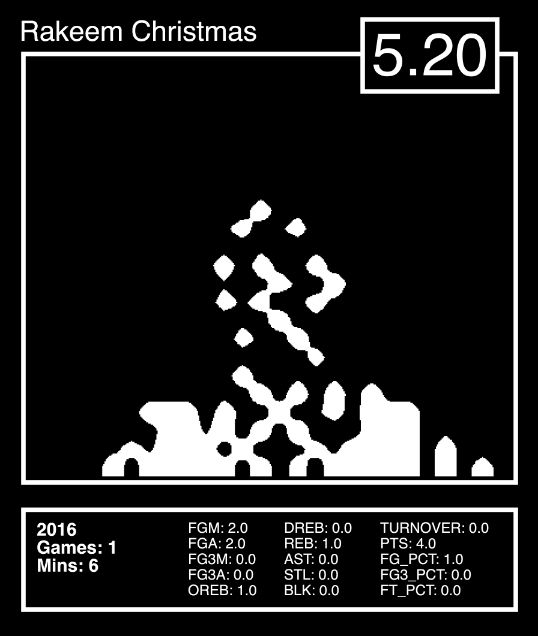 Rakeem Christmas
5.20
2016
Games: 1
Mins: 6
FGM: 2.0
FGA: 2.0
FG3M: 0.0
FG3A: 0.0
OREB: 1.0
DREB: 0.0
REB: 1.0
AST: 0.0
STL: 0.0
BLK: 0.0
TURNOVER: 0.0
PTS: 4.0
FG_PCT: 1.0
FG3_PCT: 0.0
FT_PCT: 0.0